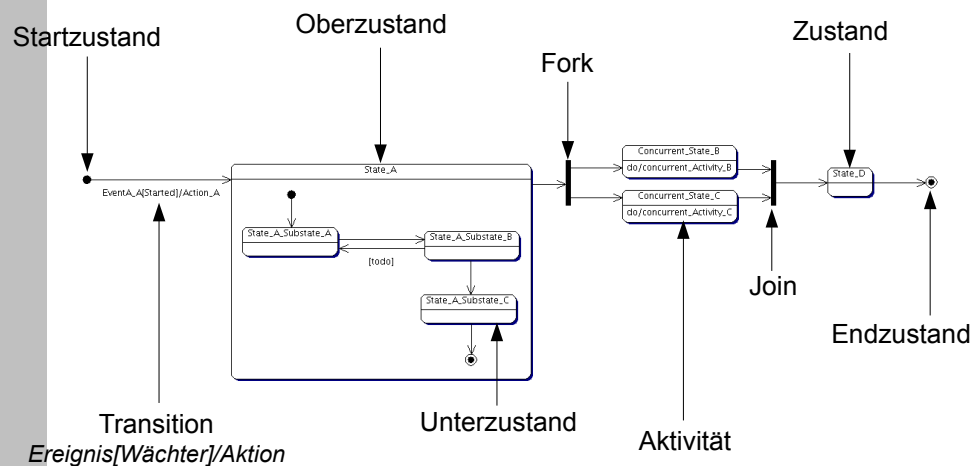 Startzustand
Oberzustand
Zustand
Fork
Concurrent_State_B
do/concurrent_Activity_B
State_A
State_D
EventA_A[Started]/Action_A
Concurrent_State_C
do/concurrent_Activity_C
State_A_Substate_A
State_A_Substate_B
[todo]
Join
State_A_Substate_C
Endzustand
Transition
Ereignis[Wächter]/Aktion
Unterzustand
Aktivität